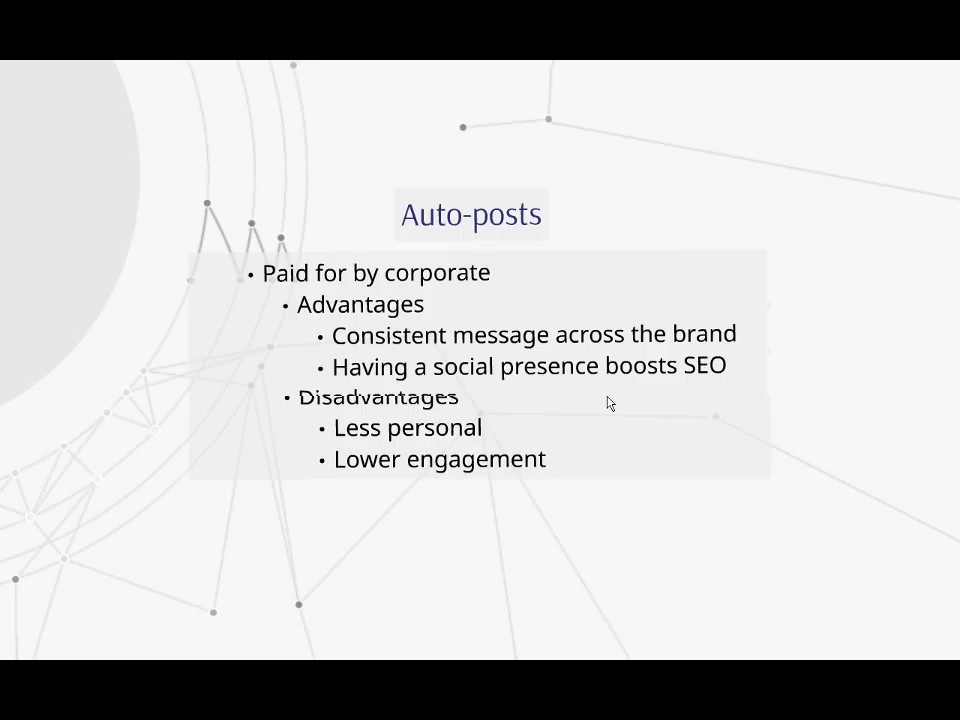 Auto-posts
• Paid for by corporate
• Advantages
• Consistent message across the brand
• Having a social presence boosts SEO
• Disadvantages
• Less personal
• Lower engagement